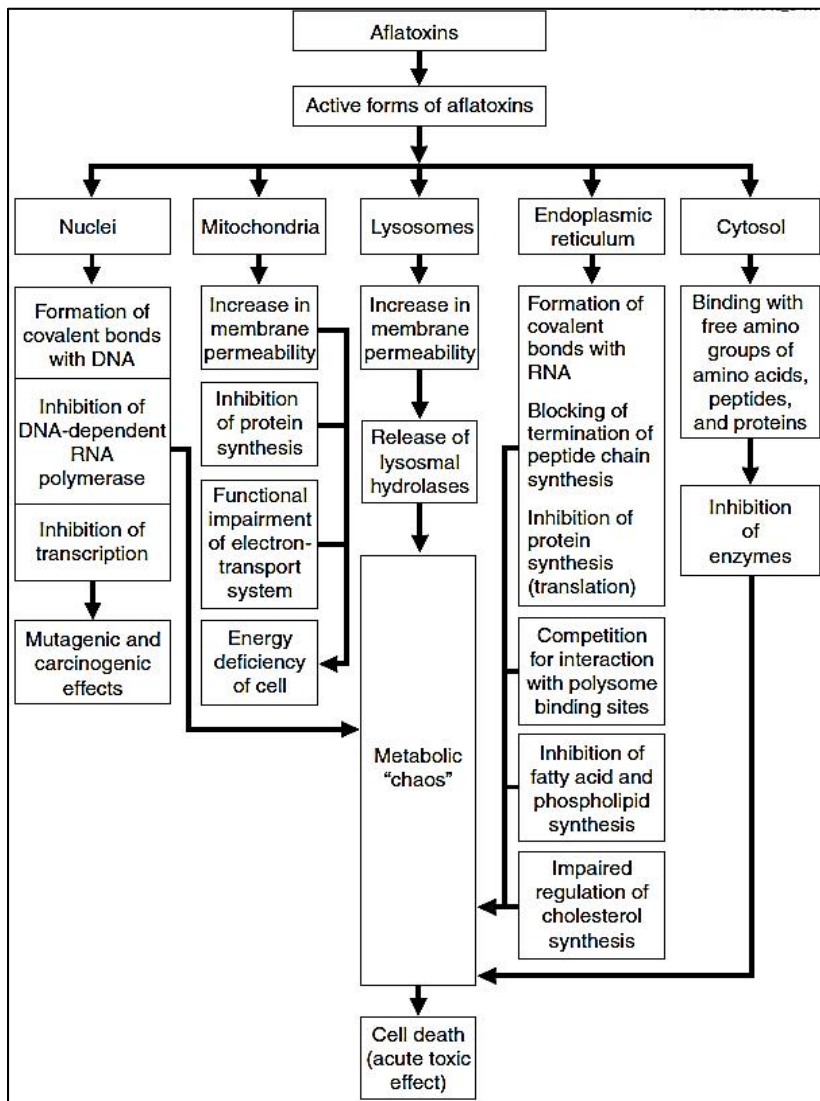 Aflatoxins
Active forms of aflatoxins
Nuclei
Mitochondria
Lysosomes
Endoplasmic
reticulum
Cytosol
Formation of
covalent bonds
with DNA
Inhibition of
DNA-dependent
RNA
polymerase
Inhibition of
transcription
Mutagenic and
carcinogenic
effects
Increase in
membrane
permeability
Inhibition
of protein
synthesis
Functional
impairment
of electron-
transport
system
Energy
deficiency
of cell
Increase in
membrane
permeability
Release of
lysosmal
hydrolases
Metabolic
“chaos”
Cell death
(acute toxic
effect)
Formation of
covalent
bonds with
RNA
Blocking of
termination of
peptide chain
synthesis
Inhibition of
protein
synthesis
(translation)
Competition
for interaction
with polysome
binding sites
Inhibition of
fatty acid and
phospholipid
synthesis
Impaired
regulation of
cholesterol
synthesis
Binding with
free amino
groups of
amino acids,
peptides,
and proteins
Inhibition
of
enzymes